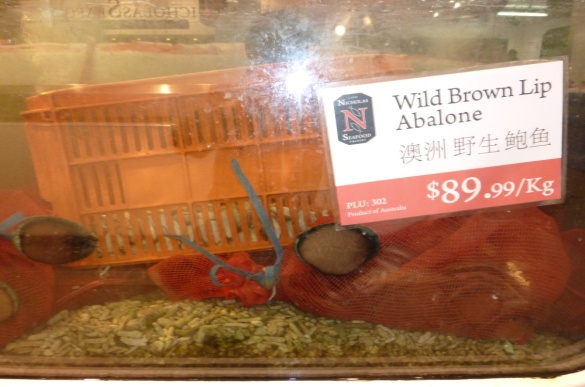 NICHOLAS S
Wild Brown Lip
Abalone
NICHOLAS
N
SEAFOOD
澳洲 野生 鲍鱼
$89.99/Kg
PLU: 302
Product of Australia